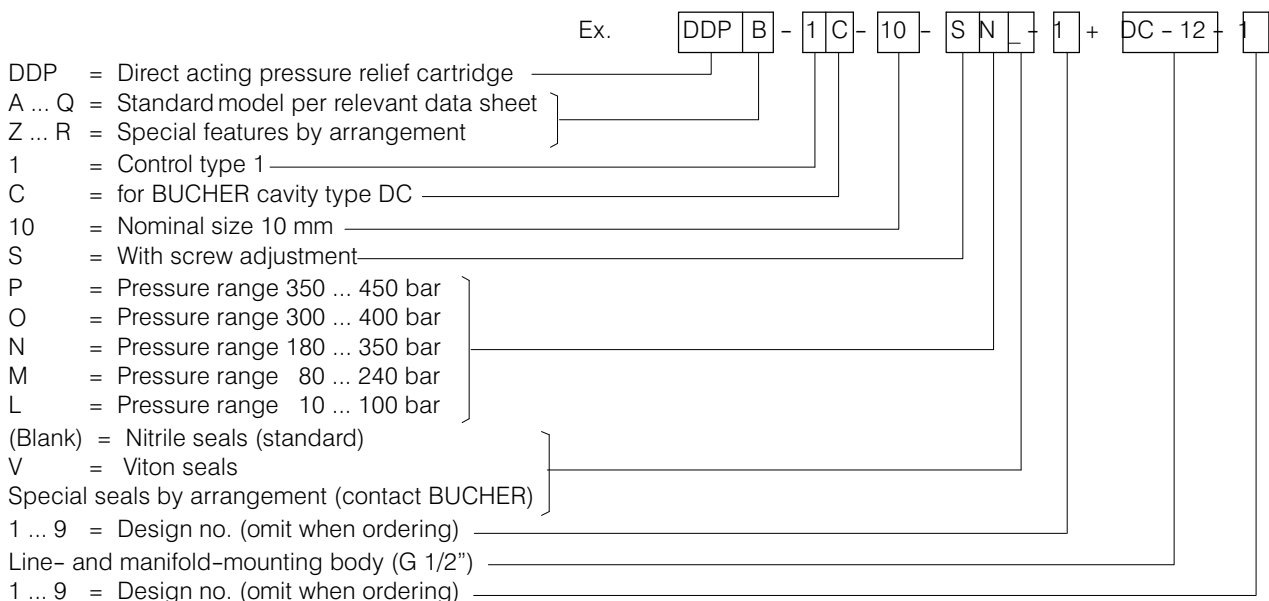 Ex. DDP B - 1 C - 10 - S N _ - 1 + DC - 12 - 1
DDP = Direct acting pressure relief cartridge
A ... Q = Standard model per relevant data sheet
Z ... R = Special features by arrangement
1 = Control type 1
C = for BUCHER cavity type DC
10 = Nominal size 10 mm
S = With screw adjustment
P = Pressure range 350 ... 450 bar
O = Pressure range 300 ... 400 bar
N = Pressure range 180 ... 350 bar
M = Pressure range 80 ... 240 bar
L = Pressure range 10 ... 100 bar
(Blank) = Nitrile seals (standard)
V = Viton seals
Special seals by arrangement (contact BUCHER)
1 ... 9 = Design no. (omit when ordering)
Line- and manifold-mounting body (G 1/2”)
1 ... 9 = Design no. (omit when ordering)